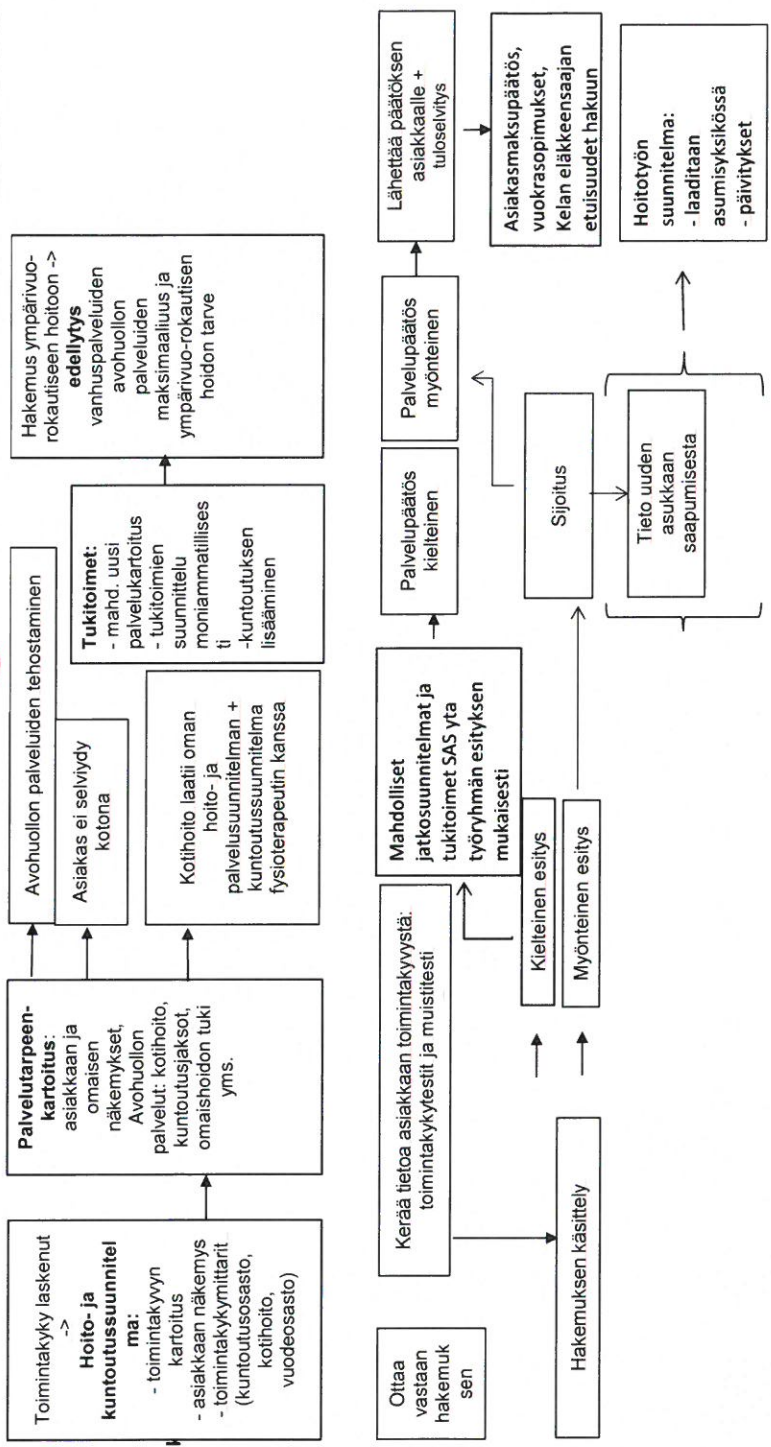 Toimintakyky laskenut
->
Hoito- ja
kuntoutussuunnitel
ma:
- toimintakyvyn
kartoitus
- asiakkaan näkemys
- toimintakykymittarit
(kuntoutusosasto,
kotihoito,
vuodeosasto)
Palvelutarpeen-
kartoitus:
asiakkaan ja
omaisen
näkemykset,
Avohuollon
palvelut: kotihoito,
kuntoutusjaksot,
omaishoidon tuki
yms.
Avohuollon palveluiden tehostaminen
Asiakas ei selviydy
kotona
Kotihoito laatii oman
hoito- ja
palvelusuunnitelman +
kuntoutussuunnitelma
fysioterapeutin kanssa
Tukitoimet:
- mahd. uusi
palvelukartoitus
- tukitoimien
suunnittelu
moniammatillises
ti
-kuntoutuksen
lisääminen
Hakemus ympärivuo-
rokautiseen hoitoon ->
edellytys
vanhuspalveluiden
avohuollon
palveluiden
maksimaaliuus ja
ympärivuo-rokautisen
hoidon tarve
Ottaa
vastaan
hakemuk
sen
Kerää tietoa asiakkaan toimintakyvystä:
toimintakykytestit ja muistitesti
Hakemuksen käsittely
Kielteinen esitys
Myönteinen esitys
Mahdolliset
jatkosuunnitelmat ja
tukitoimet SAS yta
työryhmän esityksen
mukaisesti
Palvelupäätös
kielteinen
Palvelupäätös
myönteinen
Sijoitus
Tieto uuden
asukkaan
saapumisesta
Lähettää päätöksen
asiakkaalle +
tuloselvitys
Asiakasmaksupäätös,
vuokrasopimukset,
Kelan eläkkeensaajan
etuisuudet hakuun
Hoitotyön
suunnitelma:
- laaditaan
asumisyksikössä
- päivitykset